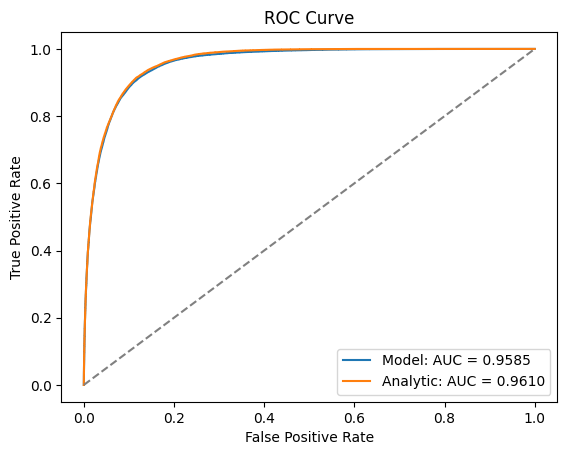 ROC Curve
1.0
0.8
0.6
0.4
0.2
0.0
True Positive Rate
Model: AUC = 0.9585
Analytic: AUC = 0.9610
0.0 0.2 0.4 0.6 0.8 1.0
False Positive Rate